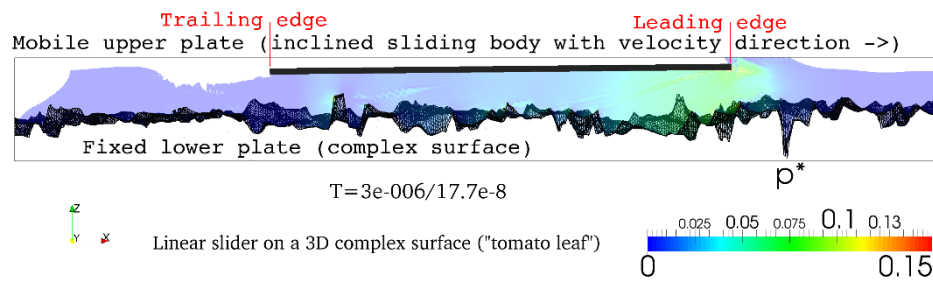 Trailing edge
Leading edge
Mobile upper plate (inclined sliding body with velocity direction ->)
Fixed lower plate (complex surface)
p*
T=3e-006/17.7e-8
Z
Y
X
Linear slider on a 3D complex surface ("tomato leaf")
0.025 0.05 0.075 0.1 0.13
0 0.15